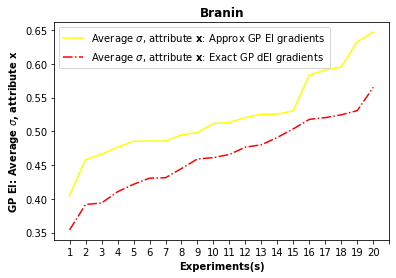 Branin
Average σ, attribute x: Approx GP EI gradients
Average σ, attribute x: Exact GP dEI gradients
GP EI: Average σ, attribute x
0.65
0.60
0.55
0.50
0.45
0.40
0.35
1 2 3 4 5 6 7 8 9 10 11 12 13 14 15 16 17 18 19 20
Experiments(s)